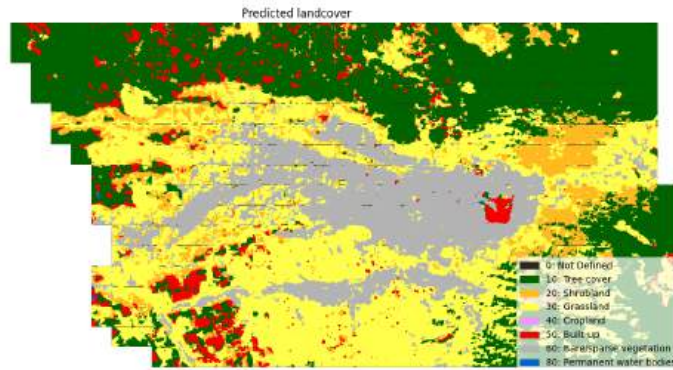 Predicted landcover
0: Not Defined
10: Tree cover
20: Shrubland
30: Grassland
40: Cropland
50: Built-up
60: Bare/sparse vegetation
80: Permanent water bodies